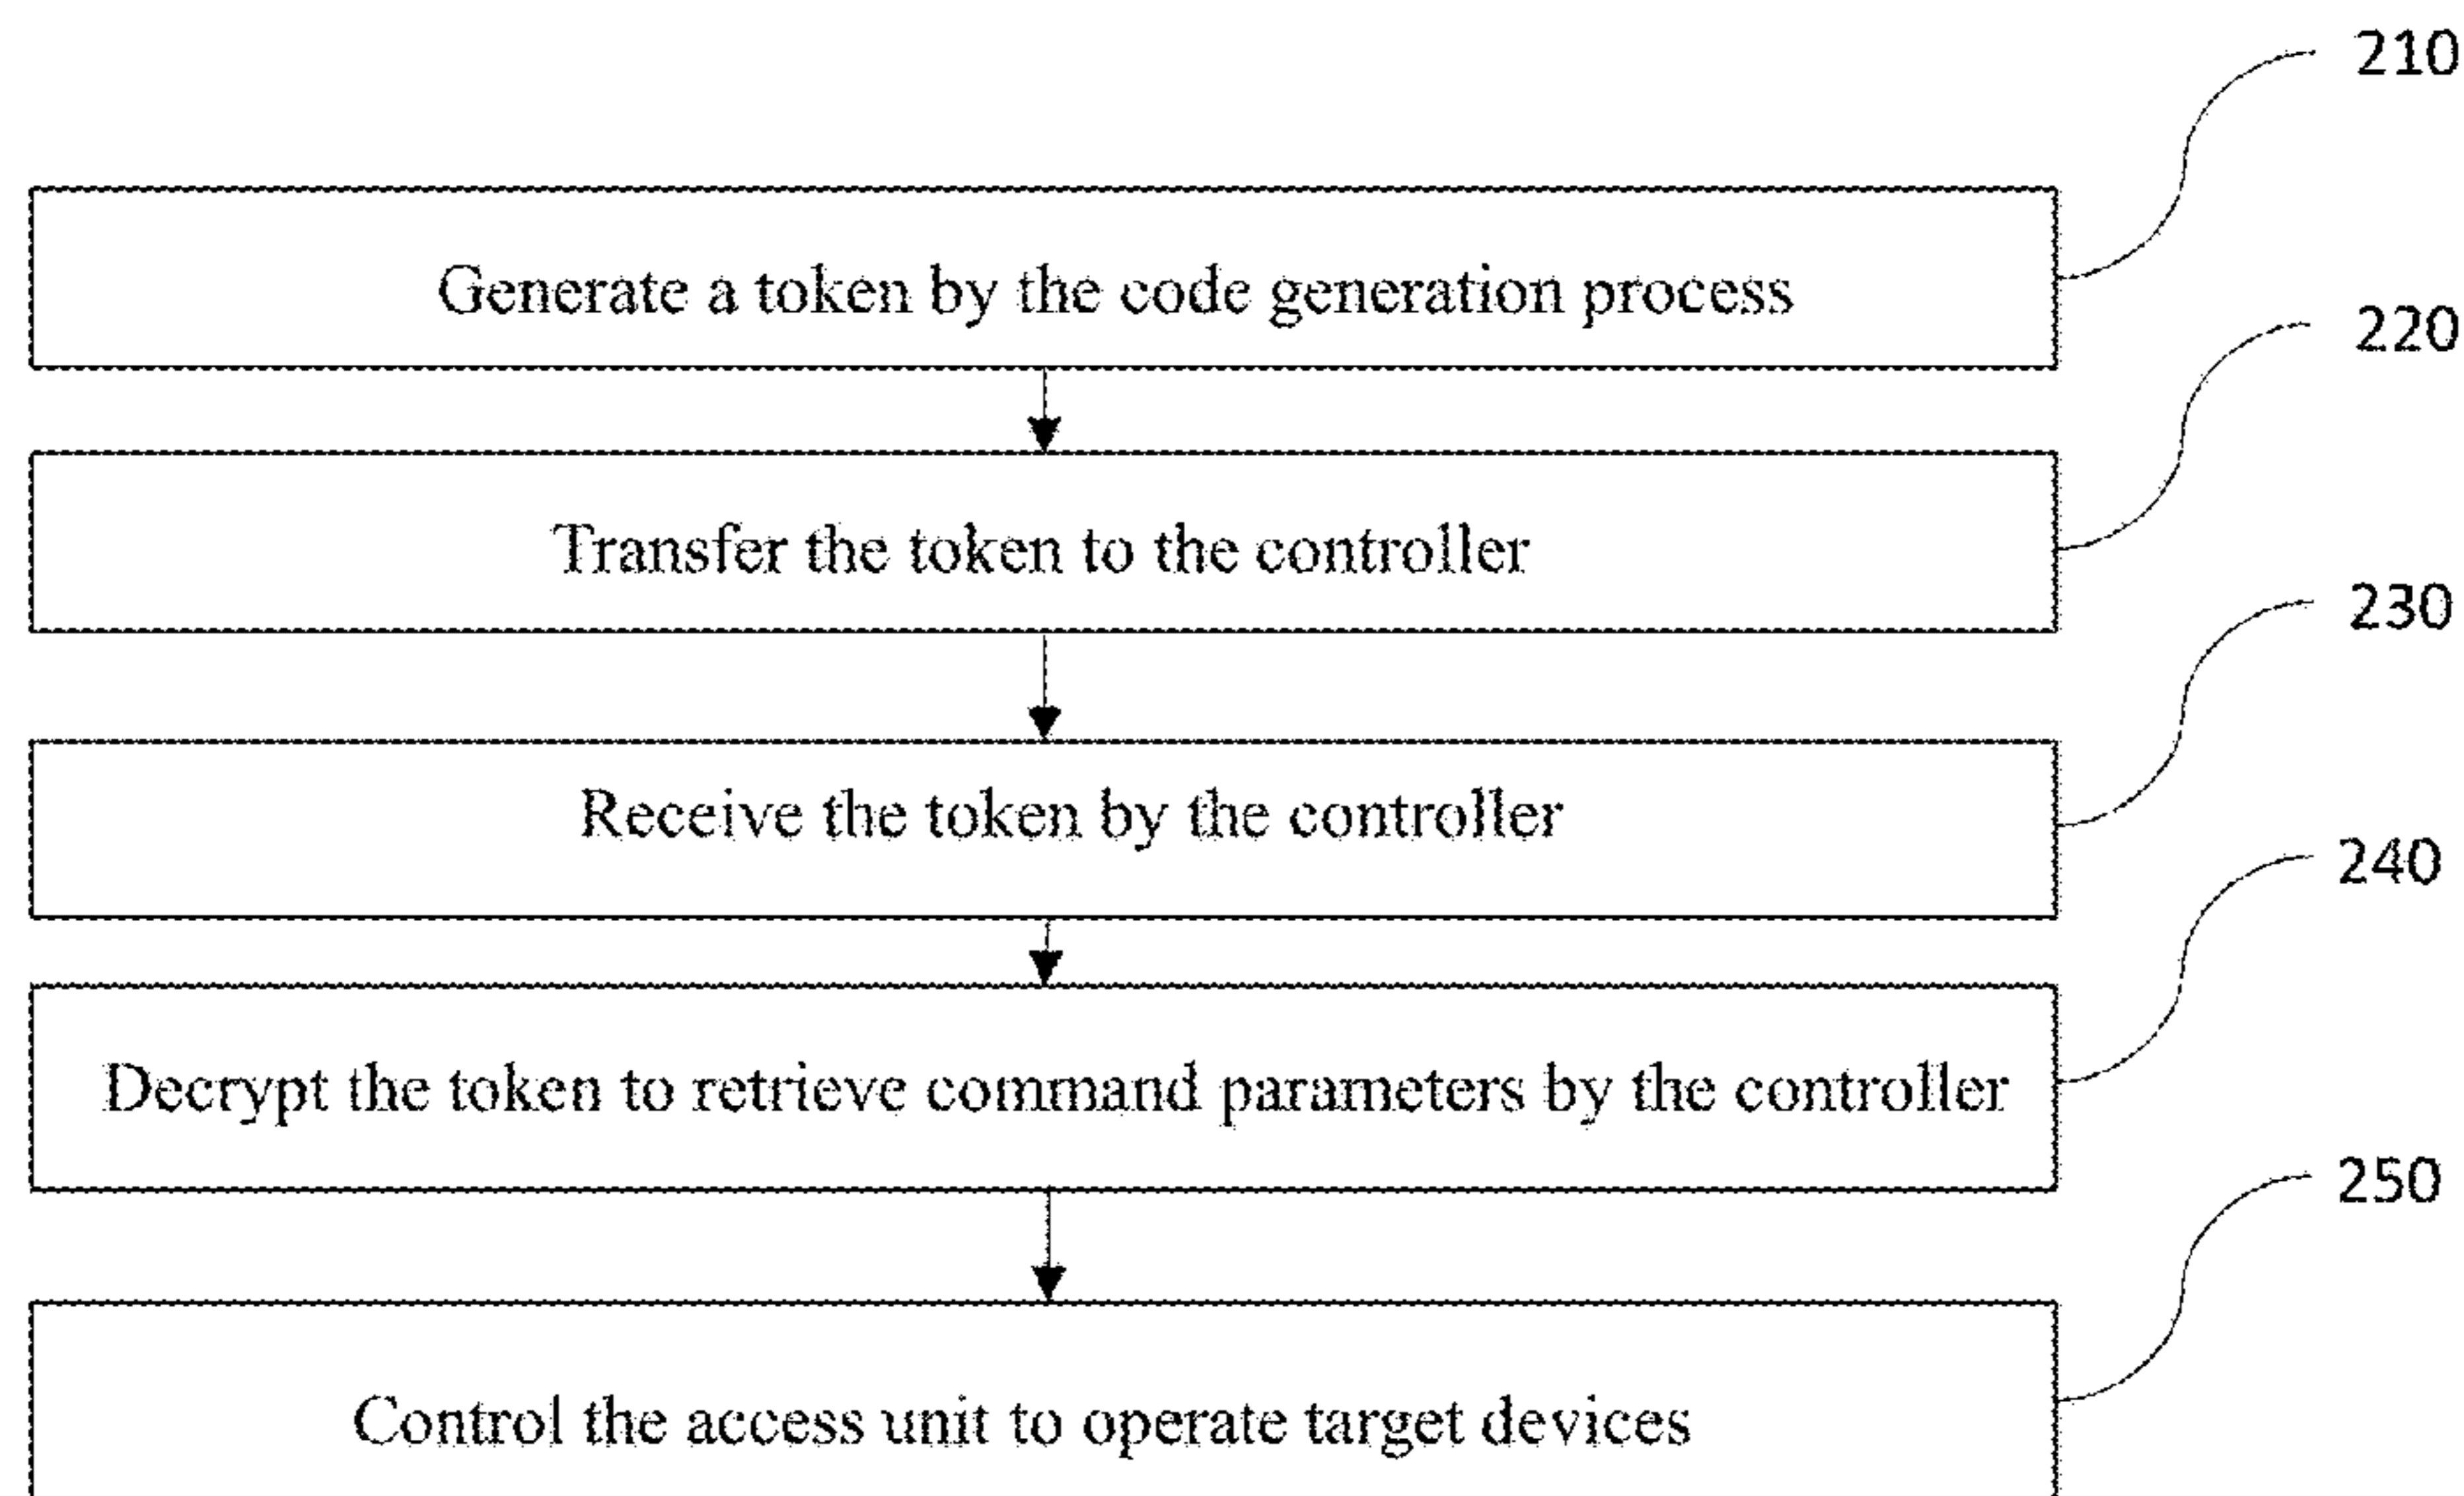 210
Generate a token by the code generation process
220
Transfer the token to the controller
230
Receive the token by the controller
240
Decrypt the token to retrieve command parameters by the controller
250
Control the access unit to operate target devices